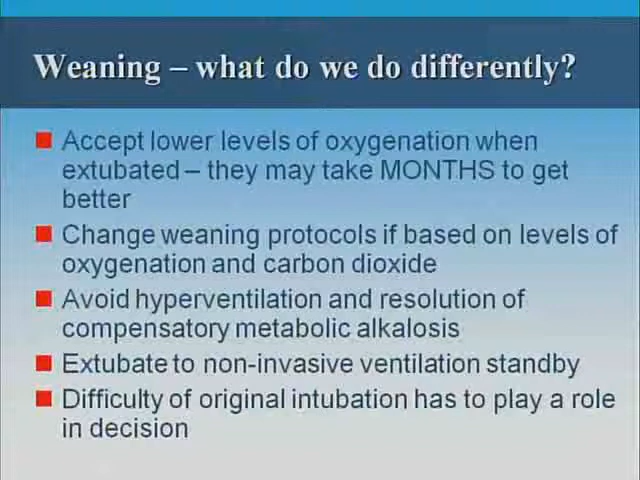 Weaning – what do we do differently?
Accept lower levels of oxygenation when
extubated – they may take MONTHS to get
better
Change weaning protocols if based on levels of
oxygenation and carbon dioxide
Avoid hyperventilation and resolution of
compensatory metabolic alkalosis
Extubate to non-invasive ventilation standby
Difficulty of original intubation has to play a role
in decision